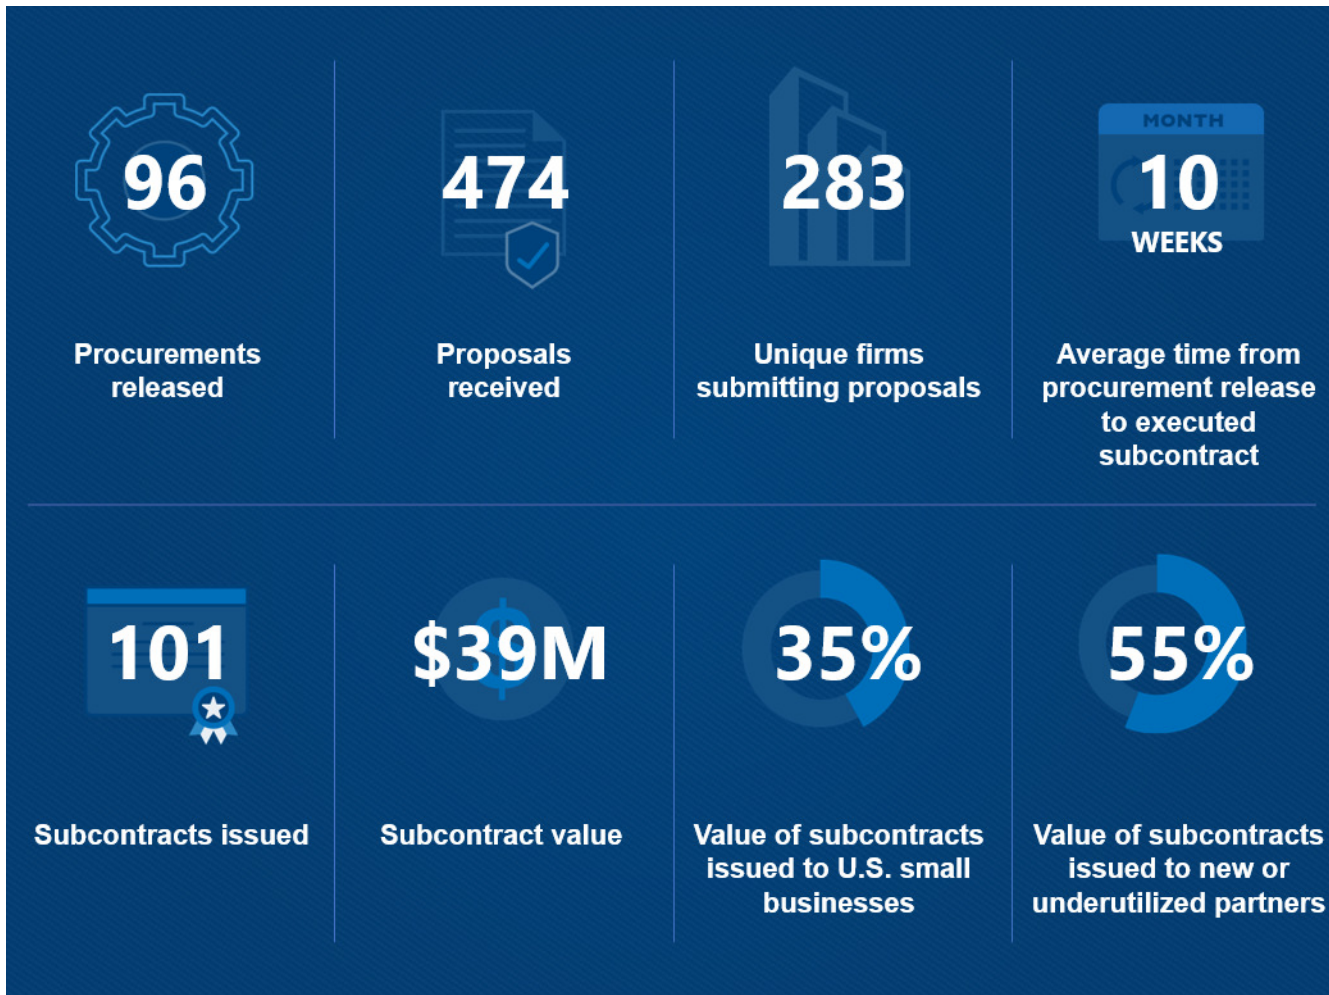 96
Procurements
released
474
Proposals
received
283
Unique firms
submitting proposals
MONTH
10
WEEKS
Average time from
procurement release
to executed
subcontract
101
Subcontracts issued
$39M
Subcontract value
35%
Value of subcontracts
issued to U.S. small
businesses
55%
Value of subcontracts
issued to new or
underutilized partners